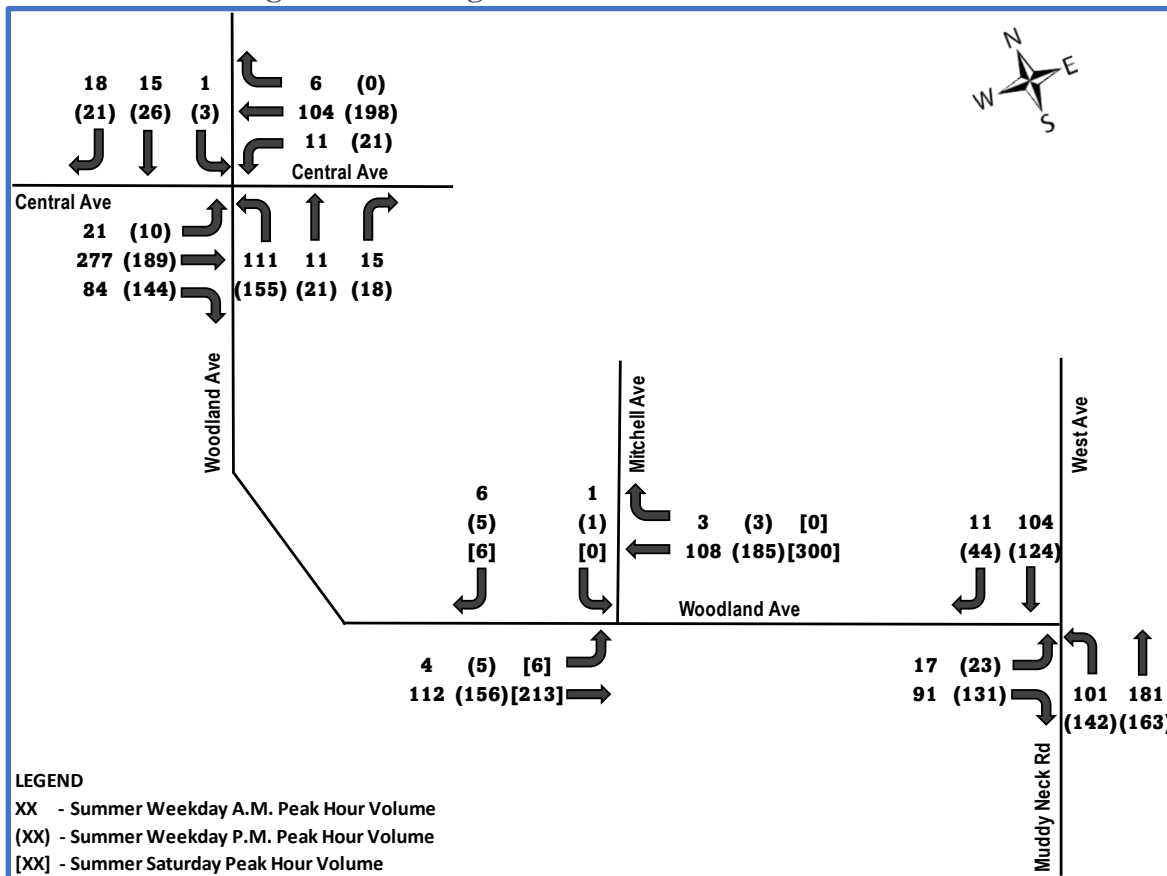 N
E
W
S
18 15 1
(21) (26) (3)
6 (0)
104 (198)
11 (21)
Central Ave
Central Ave
21 (10)
277 (189)
84 (144)
111 11 15
(155) (21) (18)
Woodland Ave
Mitchell Ave
West Ave
6 1
(5) (1)
[6] [0]
3 (3) [0]
108 (185) [300]
11 104
(44) (124)
Woodland Ave
4 (5) [6]
112 (156) [213]
17 (23)
91 (131)
101 181
(142) (163)
Muddy Neck Rd
LEGEND
XX - Summer Weekday A.M. Peak Hour Volume
(XX) - Summer Weekday P.M. Peak Hour Volume
[XX] - Summer Saturday Peak Hour Volume